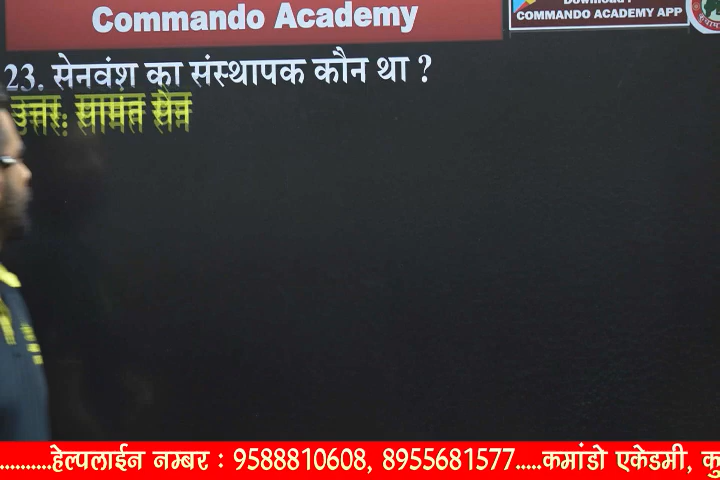 Commando Academy
COMMANDO ACADEMY APP
23. सेनवंश का संस्थापक कौन था ?
उत्तर: सामंत सेन
..........हेल्पलाईन नम्बर : 9588810608, 8955681577.....कमांडो एकेडमी, कु